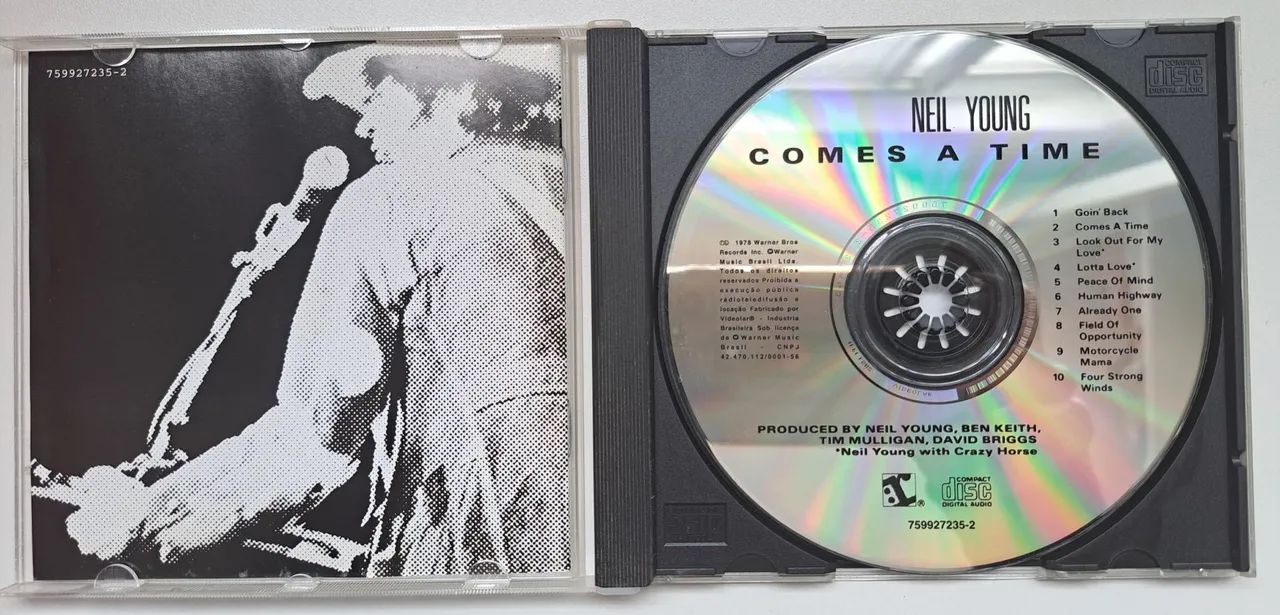 759927235-2
NEIL YOUNG
COMES A TIME
1 Goin' Back
2 Comes A Time
3 Look Out For My
Love*
4 Lotta Love*
5 Peace Of Mind
6 Human Highway
7 Already One
8 Field Of
Opportunity
9 Motorcycle
Mama
10 Four Strong
Winds
1978 Warner Bros
Records Inc. Warner
Music Brasil Ltda.
Todos os direitos
reservados Proibida a
execução pública
radioteledifusão e
locação Fabricado por
Videolar® - Indústria
Brasileira Sob licença
de Warner Music
Brasil - CNPJ
42.470.112/0001-56
PRODUCED BY NEIL YOUNG, BEN KEITH,
TIM MULLIGAN, DAVID BRIGGS
*Neil Young with Crazy Horse
®
COMPACT
disc
DIGITAL AUDIO
759927235-2
COMPACT
disc
DIGITAL AUDIO